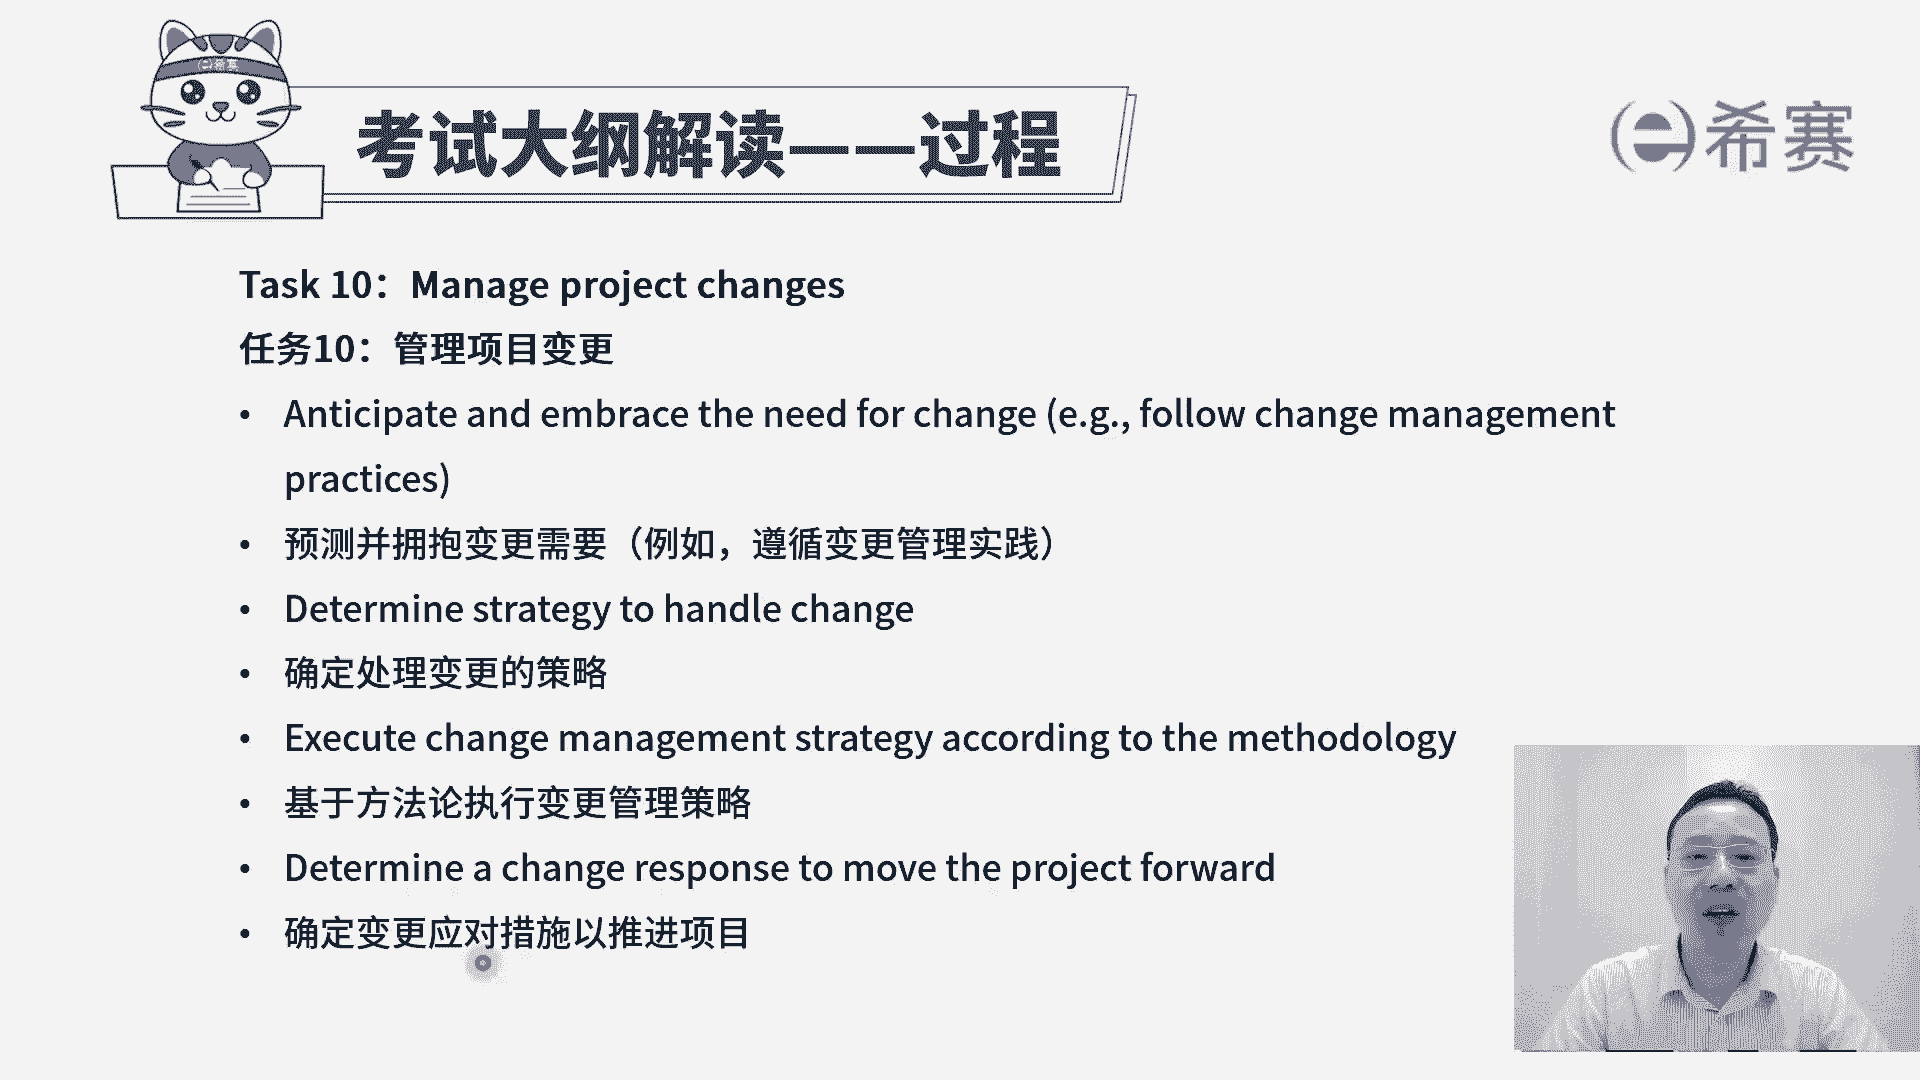 考试大纲解读——过程
希赛
希赛
Task 10：Manage project changes
任务10：管理项目变更
• Anticipate and embrace the need for change (e.g., follow change management
practices)
• 预测并拥抱变更需要（例如，遵循变更管理实践）
• Determine strategy to handle change
• 确定处理变更的策略
• Execute change management strategy according to the methodology
• 基于方法论执行变更管理策略
• Determine a change response to move the project forward
• 确定变更应对措施以推进项目